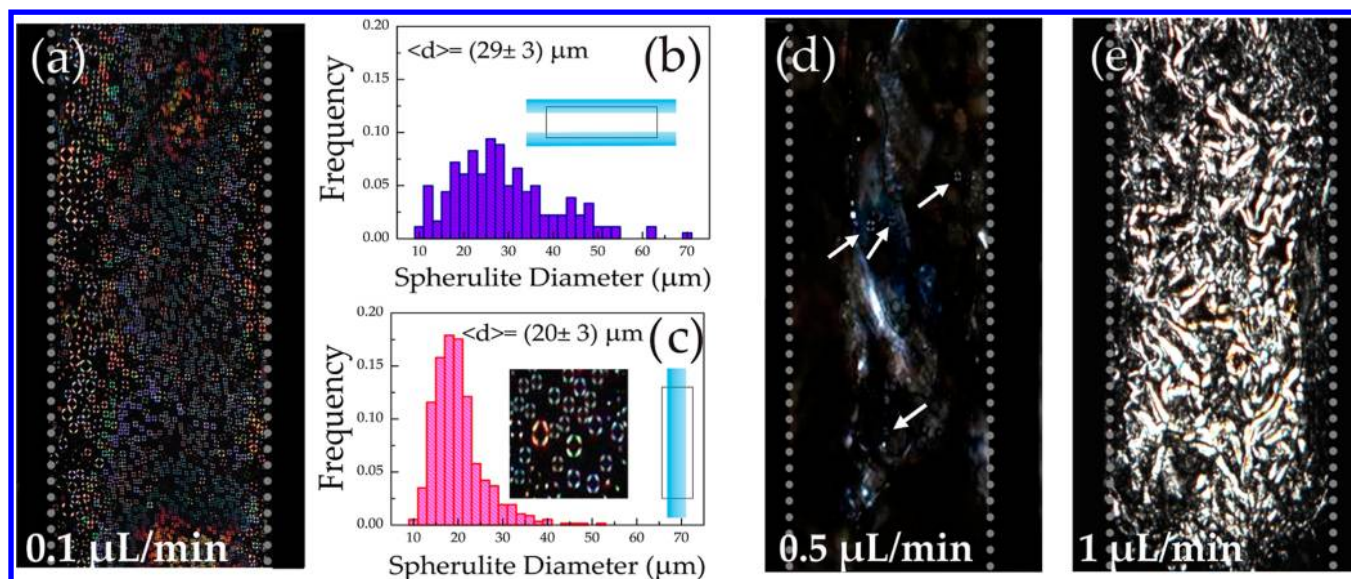 (a)
0.1 µL/min
(b)
<d>= (29± 3) µm
Frequency
0.20
0.15
0.10
0.05
0.00
10 20 30 40 50 60 70
Spherulite Diameter (µm)
(c)
<d>= (20± 3) µm
Frequency
0.20
0.15
0.10
0.05
0.00
10 20 30 40 50 60 70
Spherulite Diameter (µm)
(d)
0.5 µL/min
(e)
1 µL/min